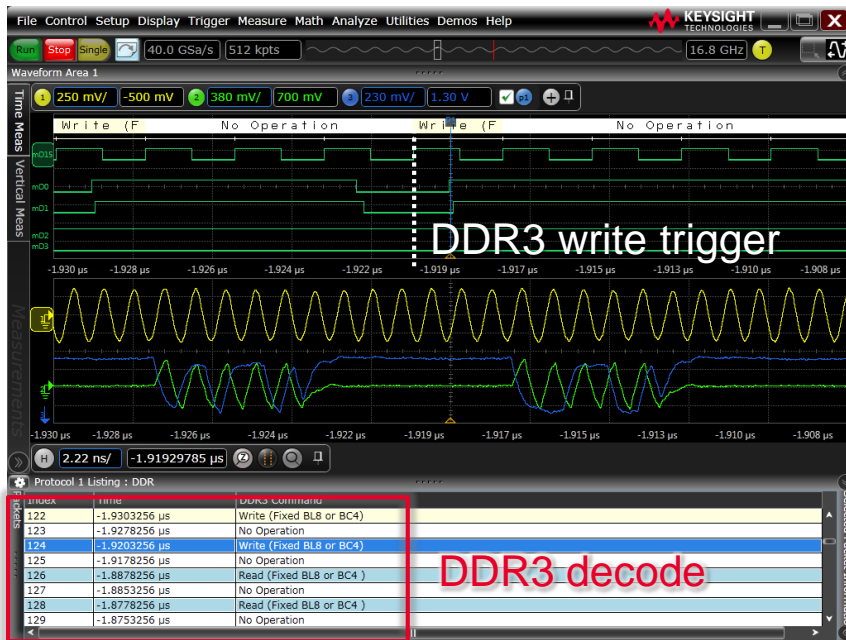 File Control Setup Display Trigger Measure Math Analyze Utilities Demos Help
KEYSIGHT
TECHNOLOGIES
X
Run Stop Single 40.0 GSa/s 512 kpts 16.8 GHz T
Waveform Area 1
1 250 mV/ -500 mV 2 380 mV/ 700 mV 3 230 mV/ 1.30 V p1
Time Meas
Vertical Meas
Measurements
Write (F No Operation Write (F No Operation
mD15
mD0
mD1
mD2
mD3
DDR3 write trigger
-1.930 µs -1.928 µs -1.926 µs -1.924 µs -1.922 µs -1.919 µs -1.917 µs -1.915 µs -1.913 µs -1.910 µs -1.908 µs
-1.930 µs -1.928 µs -1.926 µs -1.924 µs -1.922 µs -1.919 µs -1.917 µs -1.915 µs -1.913 µs -1.910 µs -1.908 µs
H 2.22 ns/ -1.91929785 µs
Protocol 1 Listing : DDR
Packets
Index Time DDR3 Command
122 -1.9303256 µs Write (Fixed BL8 or BC4)
123 -1.9278256 µs No Operation
124 -1.9203256 µs Write (Fixed BL8 or BC4)
125 -1.9178256 µs No Operation
126 -1.8878256 µs Read (Fixed BL8 or BC4 )
127 -1.8853256 µs No Operation
128 -1.8778256 µs Read (Fixed BL8 or BC4 )
129 -1.8753256 µs No Operation
DDR3 decode